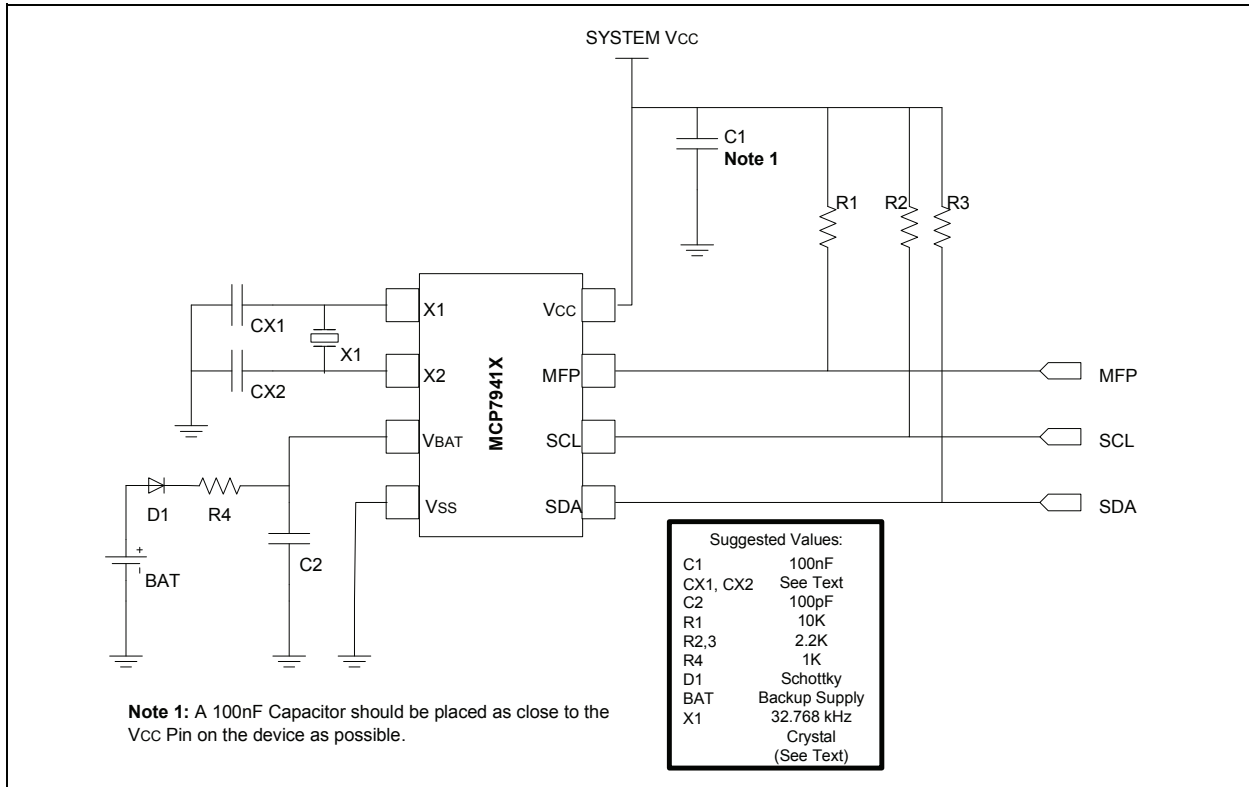 SYSTEM VCC
C1
Note 1
R1
R2
R3
CX1
X1
CX2
X1
X2
VBAT
VSS
MCP7941X
VCC
MFP
SCL
SDA
MFP
SCL
SDA
D1
R4
C2
+
-
BAT
Suggested Values:
C1 100nF
CX1, CX2 See Text
C2 100pF
R1 10K
R2,3 2.2K
R4 1K
D1 Schottky
BAT Backup Supply
X1 32.768 kHz
Crystal
(See Text)
Note 1: A 100nF Capacitor should be placed as close to the
VCC Pin on the device as possible.